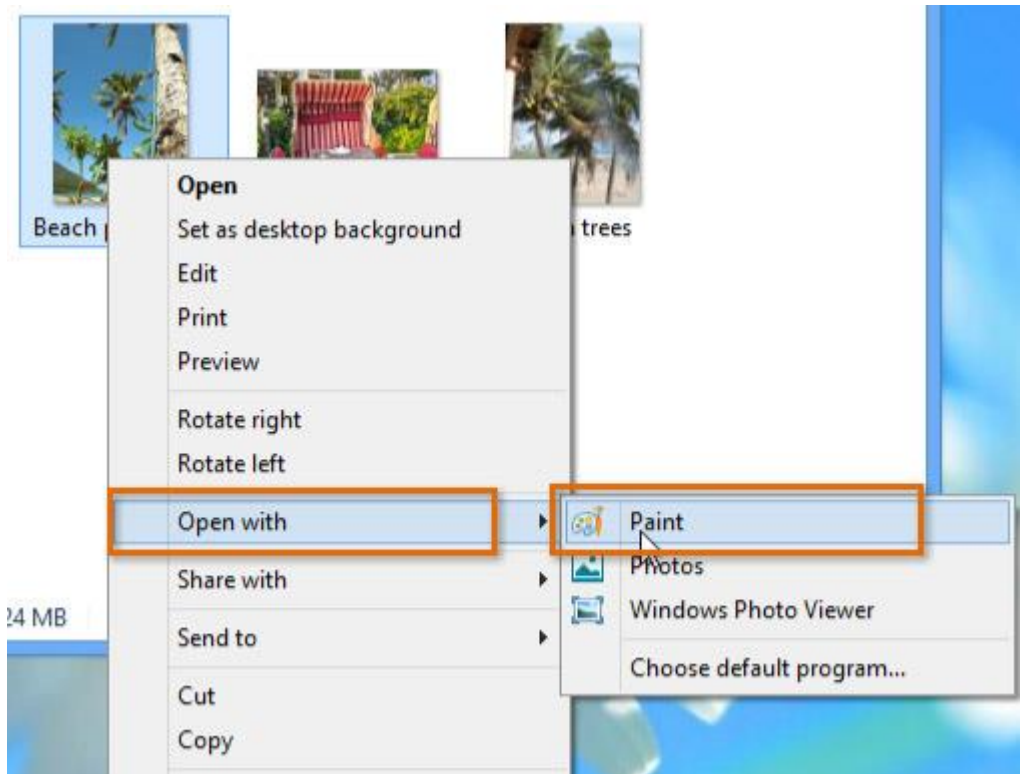 Beach
trees
Open
Set as desktop background
Edit
Print
Preview
Rotate right
Rotate left
Open with
Share with
Send to
Cut
Copy
Paint
Photos
Windows Photo Viewer
Choose default program...
24 MB